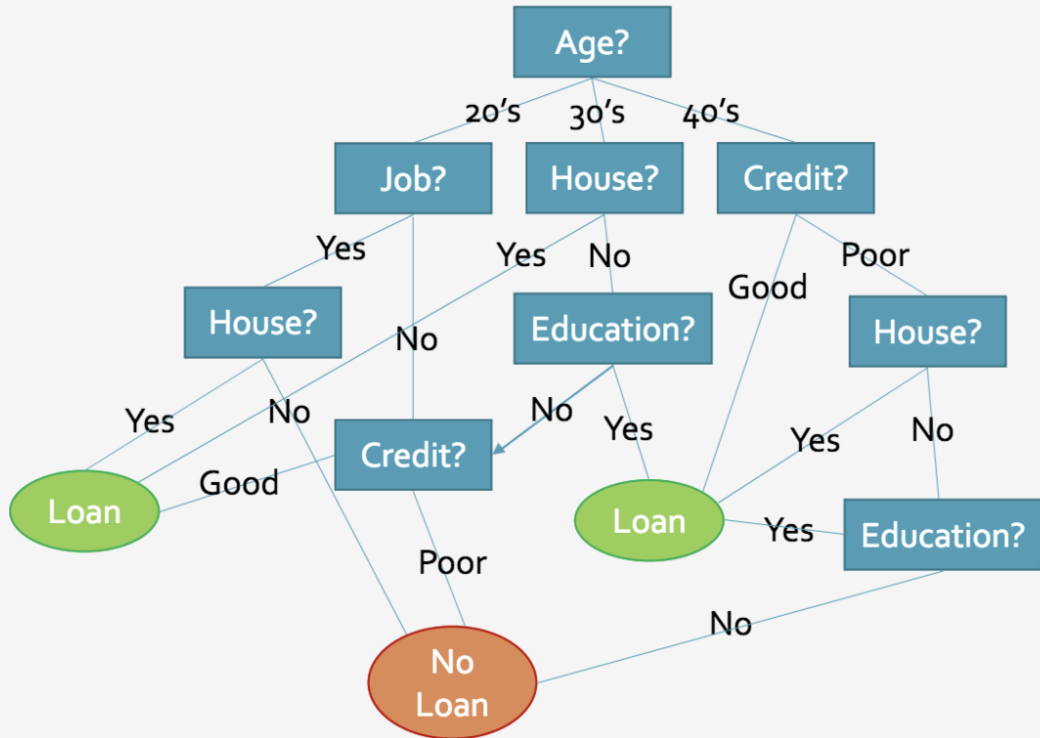 Age?
20's
30's
40's
Job?
House?
Credit?
Yes
Yes
No
Good
Poor
House?
No
Education?
House?
Yes
No
No
Yes
Yes
No
Good
Credit?
Loan
Loan
Yes
Education?
Poor
No
No
Loan